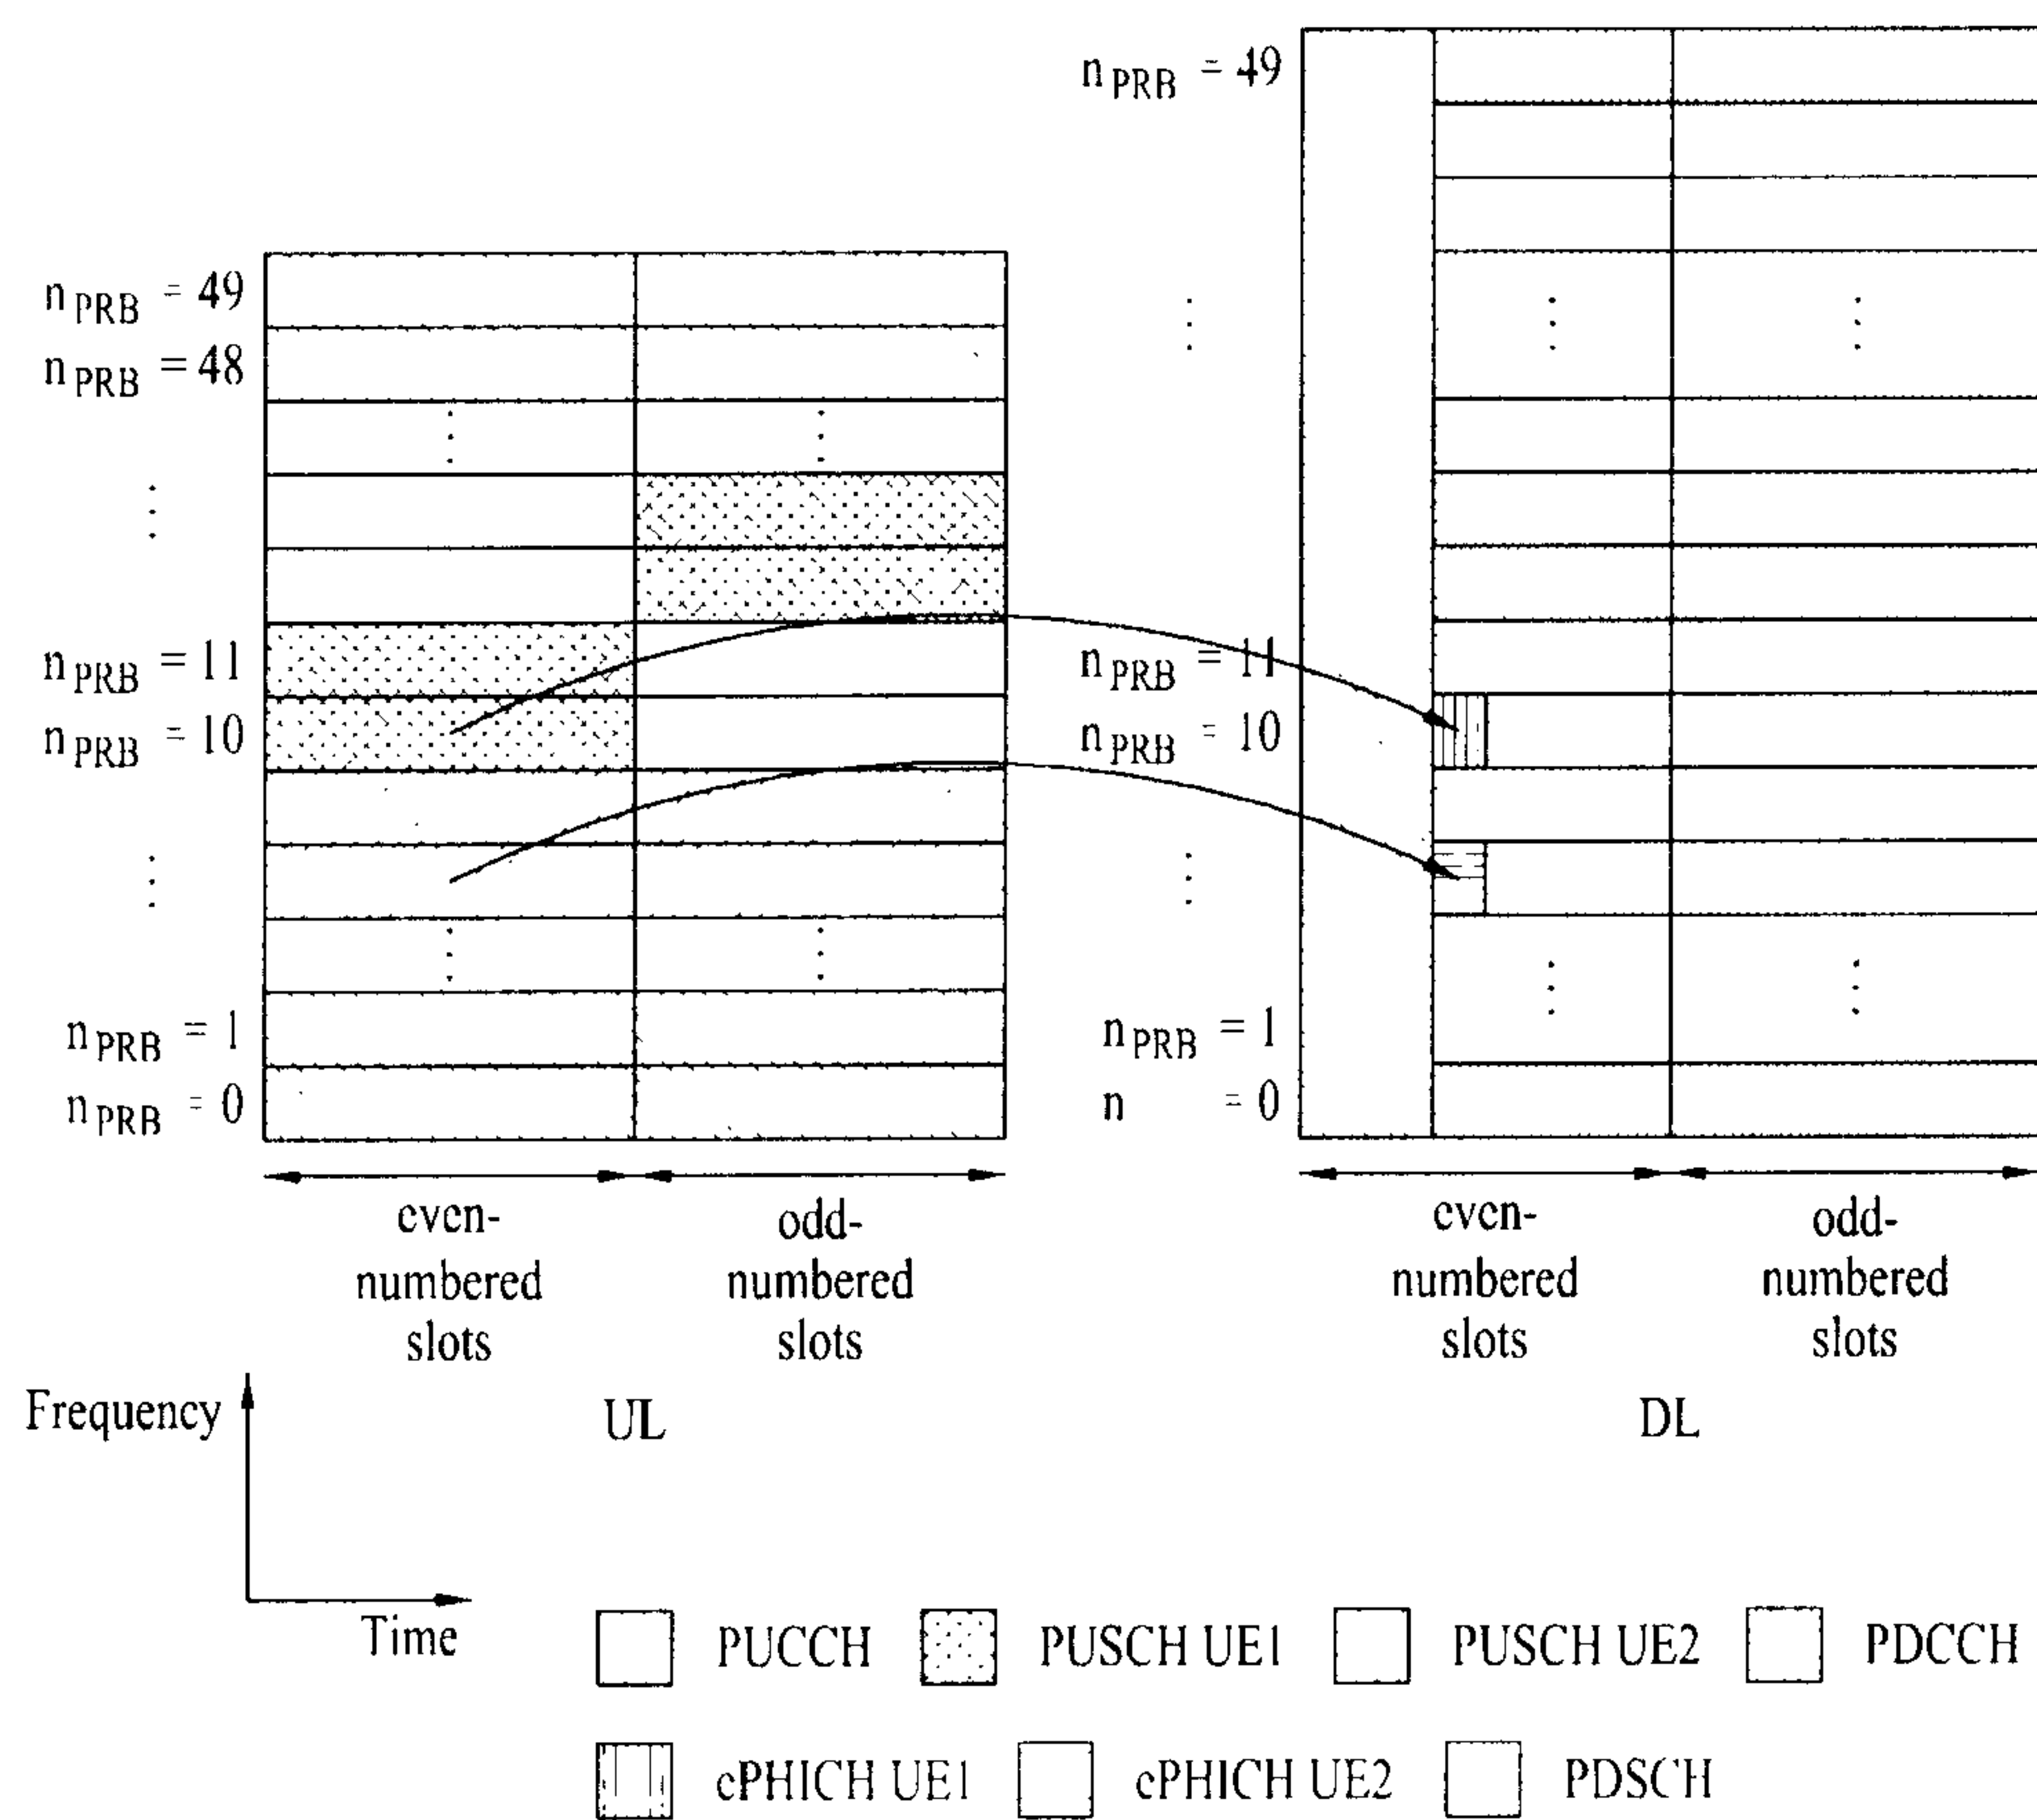 n PRB = 49
n PRB = 49
n PRB = 48
n PRB = 11
n PRB = 10
n PRB = 11
n PRB = 10
n PRB = 1
n PRB = 0
n PRB = 1
n = 0
even-
numbered
slots
odd-
numbered
slots
even-
numbered
slots
odd-
numbered
slots
Frequency
Time
UL
DL
PUCCH
PUSCH UE1
PUSCH UE2
PDCCH
ePHICH UE1
ePHICH UE2
PDSCH